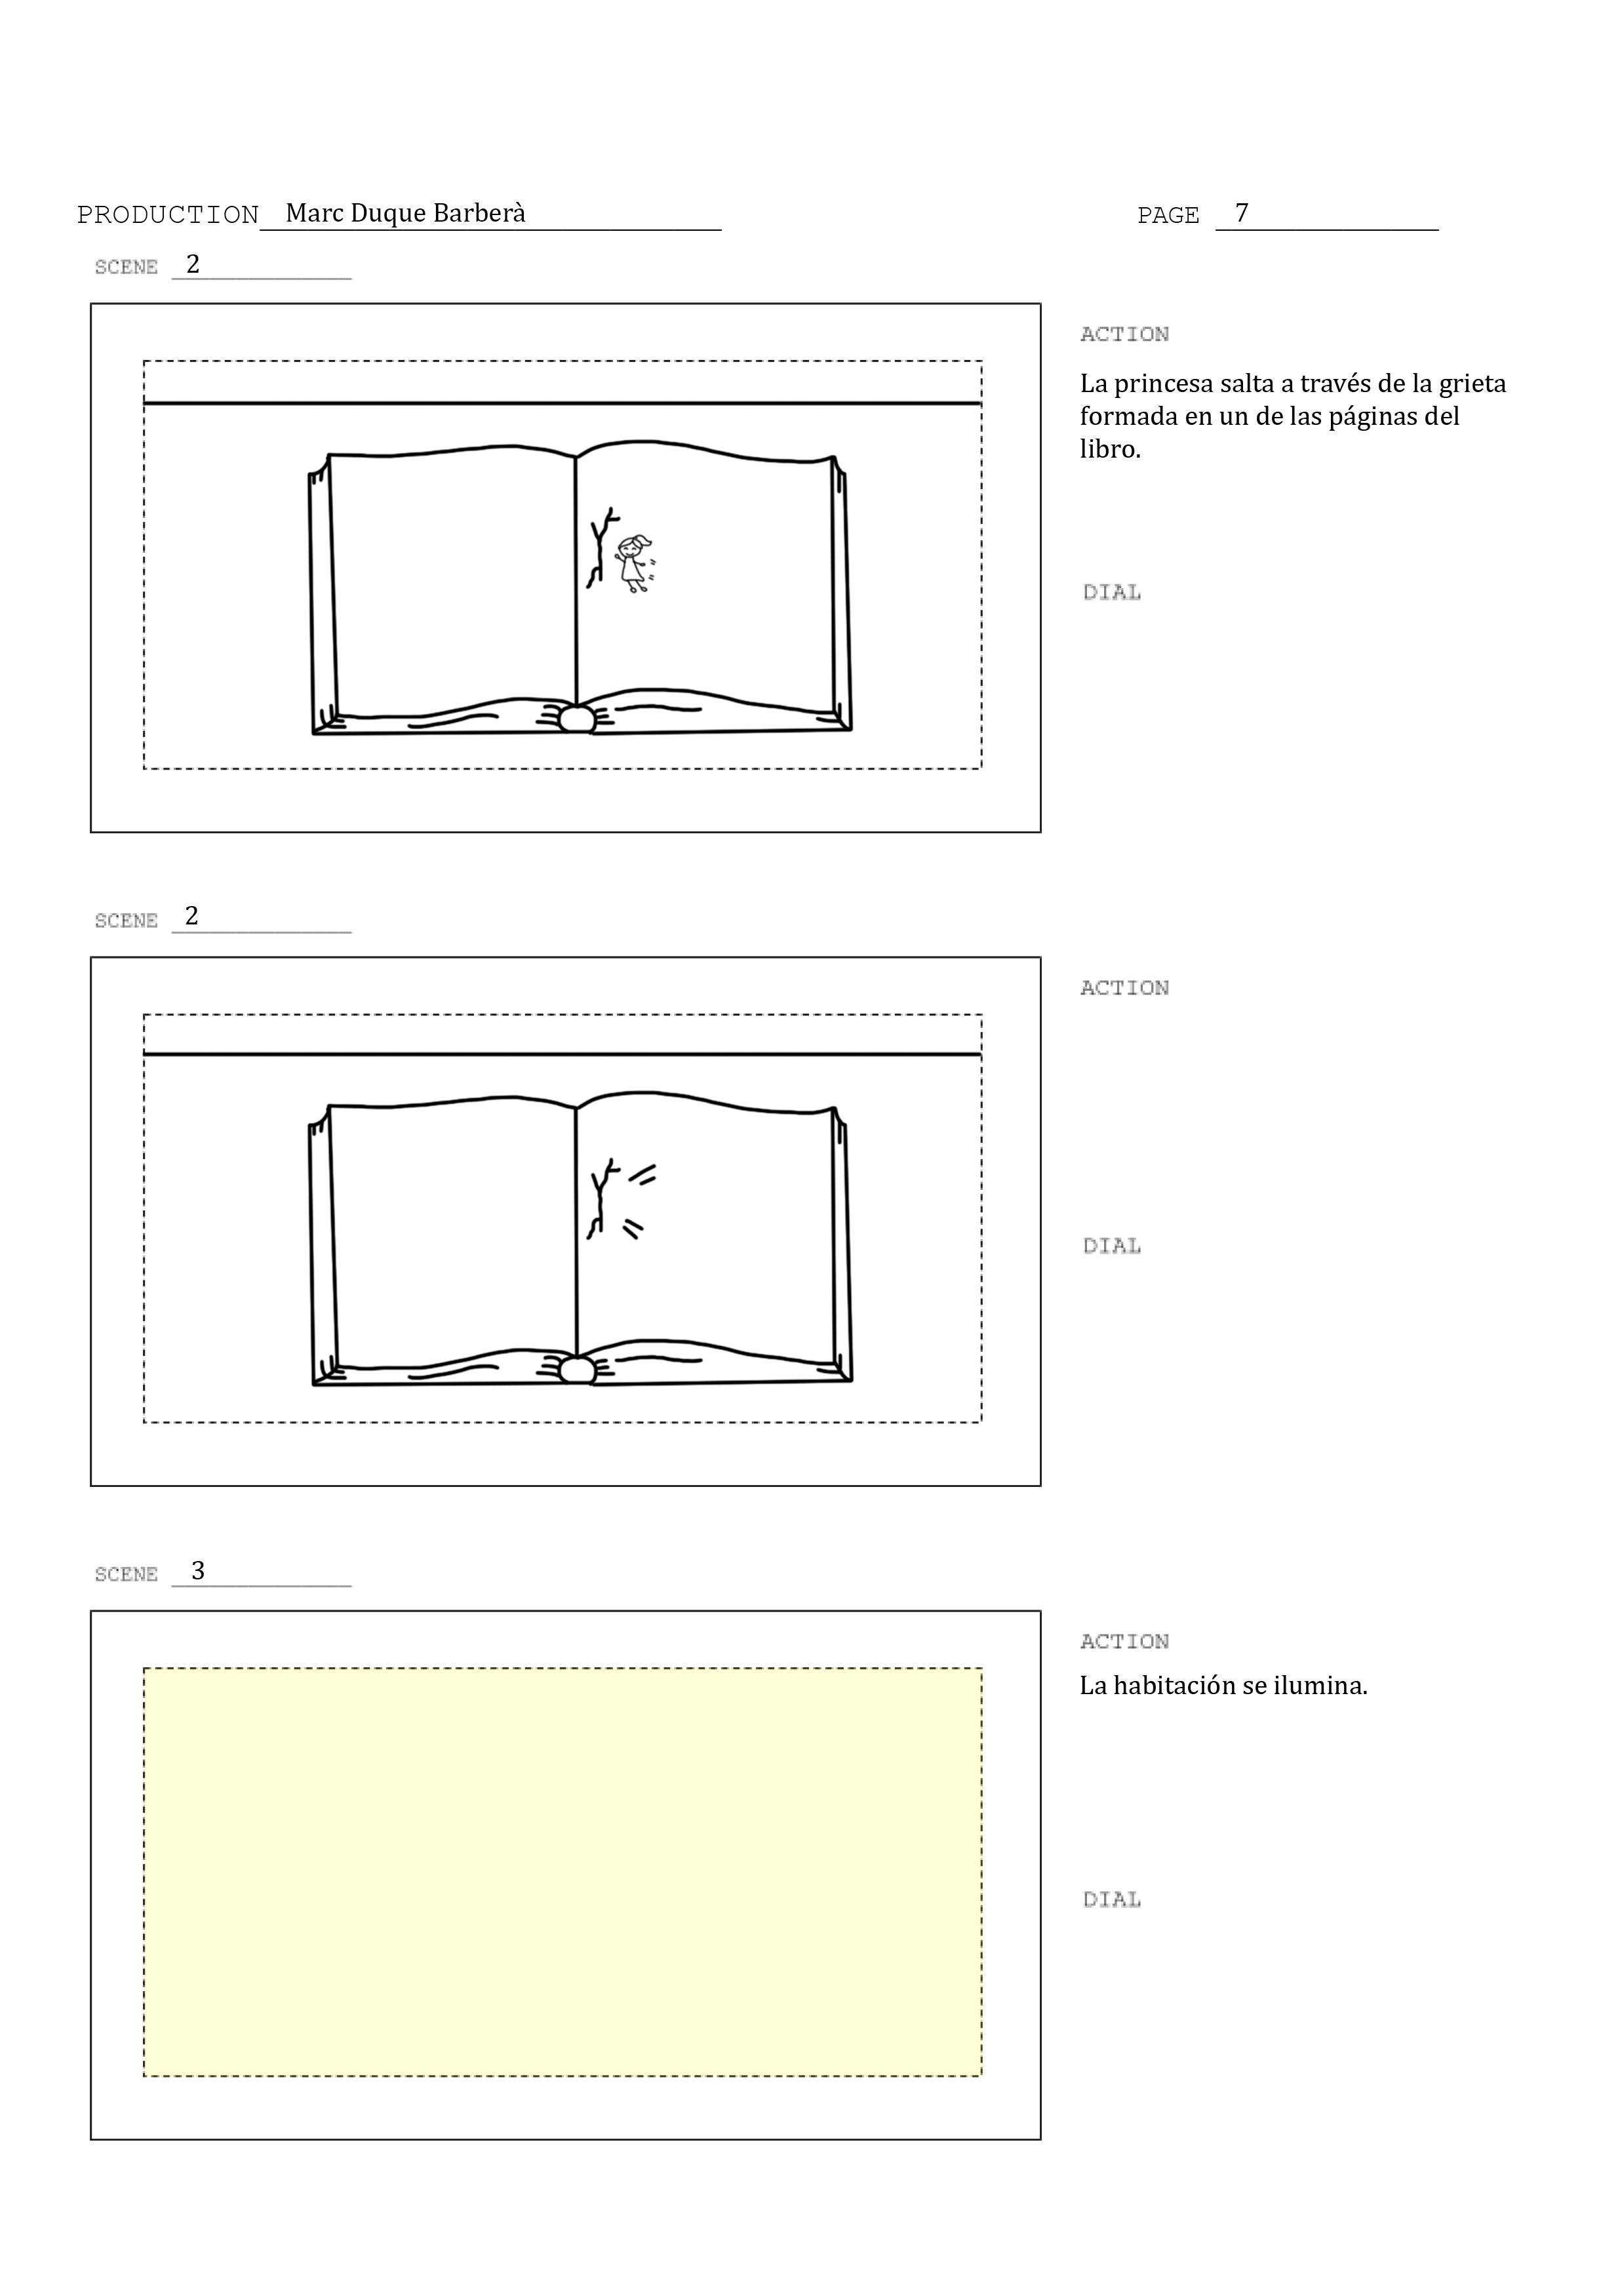 PRODUCTION Marc Duque Barberà PAGE 7
SCENE 2
ACTION
La princesa salta a través de la grieta
formada en un de las páginas del
libro.
DIAL
SCENE 2
ACTION
DIAL
SCENE 3
ACTION
La habitación se ilumina.
DIAL